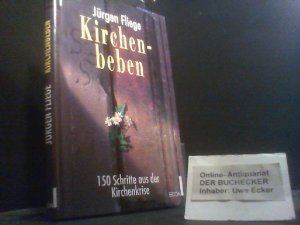 Jürgen Fliege
Kirchen-
beben
150 Schritte aus der
Kirchenkrise
ECON
JÜRGEN FLIEGE KIRCHENBEBEN
Online- Antiquariat
DER BUCHECKER
Inhaber: Uwe Ecker